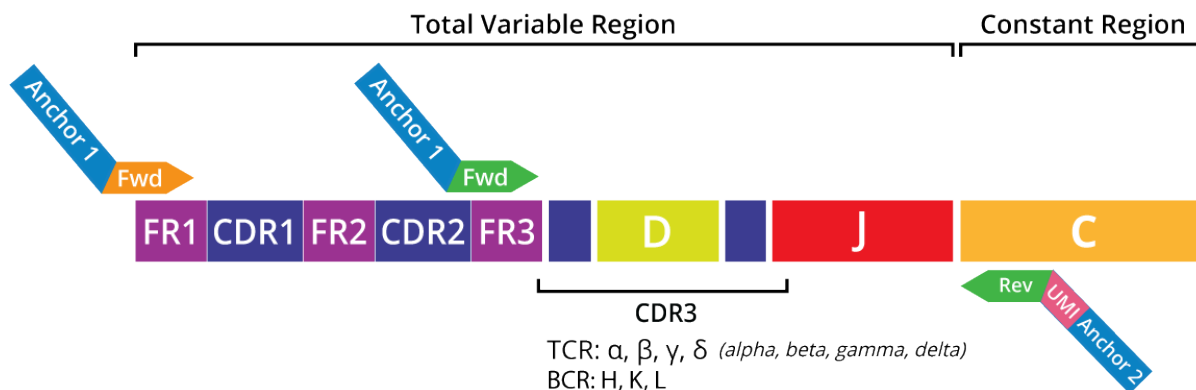 Total Variable Region
Constant Region
Anchor 1
Fwd
Anchor 1
Fwd
FR1 CDR1 FR2 CDR2 FR3 D J C
CDR3
Rev
UMI
Anchor 2
TCR: α, β, γ, δ (alpha, beta, gamma, delta)
BCR: H, K, L